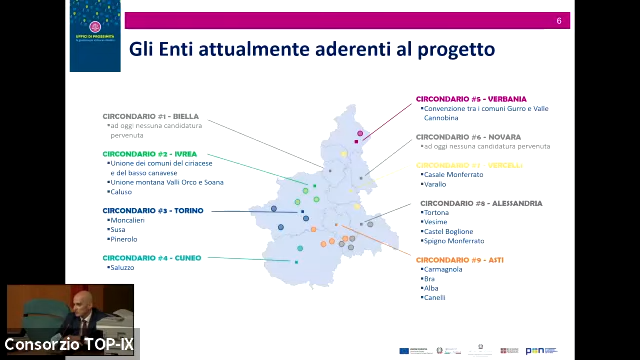 6
UFFICI DI PROSSIMITÀ
Gli Enti attualmente aderenti al progetto
CIRCONDARIO #1 - BIELLA
ad oggi nessuna candidatura
pervenuta
CIRCONDARIO #2 - IVREA
Unione dei comuni del ciriacese
e del basso canavese
Unione montana Valli Orco e Soana
Caluso
CIRCONDARIO #3 - TORINO
Moncalieri
Susa
Pinerolo
CIRCONDARIO #4 - CUNEO
Saluzzo
CIRCONDARIO #5 - VERBANIA
Convenzione tra i comuni Gurro e Valle
Cannobina
CIRCONDARIO #6 - NOVARA
ad oggi nessuna candidatura pervenuta
CIRCONDARIO #7 - VERCELLI
Casale Monferrato
Varallo
CIRCONDARIO #8 - ALESSANDRIA
Tortona
Vesime
Castel Boglione
Spigno Monferrato
CIRCONDARIO #9 - ASTI
Carmagnola
Bra
Alba
Canelli
Consorzio TOP-IX